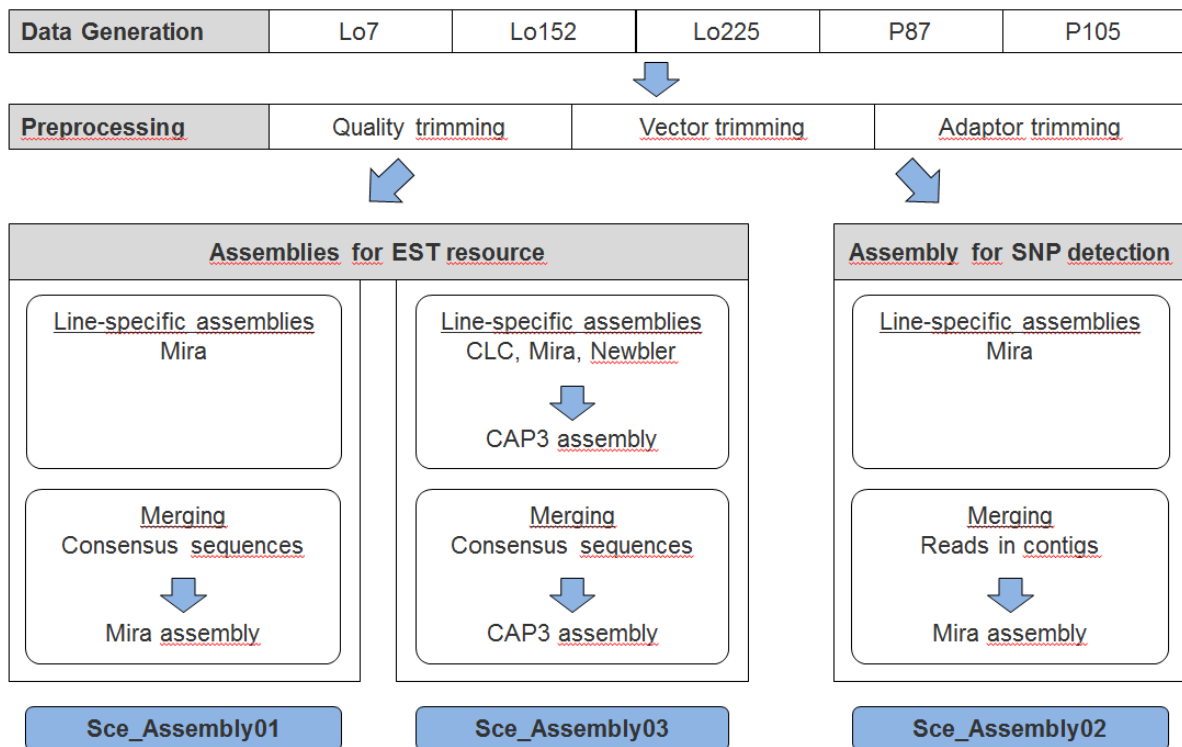 Data Generation Lo7 Lo152 Lo225 P87 P105
Preprocessing Quality trimming Vector trimming Adaptor trimming
Assemblies for EST resource
Line-specific assemblies
Mira
Merging
Consensus sequences
Mira assembly
Sce_Assembly01
Line-specific assemblies
CLC, Mira, Newbler
CAP3 assembly
Merging
Consensus sequences
CAP3 assembly
Sce_Assembly03
Assembly for SNP detection
Line-specific assemblies
Mira
Merging
Reads in contigs
Mira assembly
Sce_Assembly02